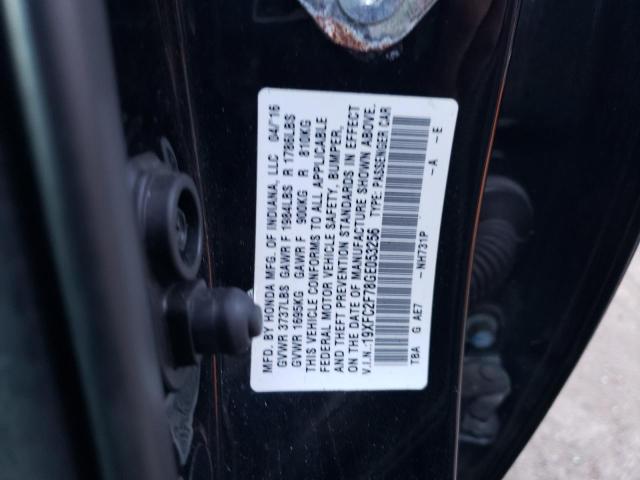 MFD. BY HONDA MFG. OF INDIANA, LLC 04/16
GVWR 3737LBS GAWR F 1984LBS R 1786LBS
GVWR 1695KG GAWR F 900KG R 810KG
THIS VEHICLE CONFORMS TO ALL APPLICABLE
FEDERAL MOTOR VEHICLE SAFETY, BUMPER,
AND THEFT PREVENTION STANDARDS IN EFFECT
ON THE DATE OF MANUFACTURE SHOWN ABOVE.
V.I.N.:19XFC2F78GE053256 TYPE: PASSENGER CAR
TBA G AE7 NH731P A E